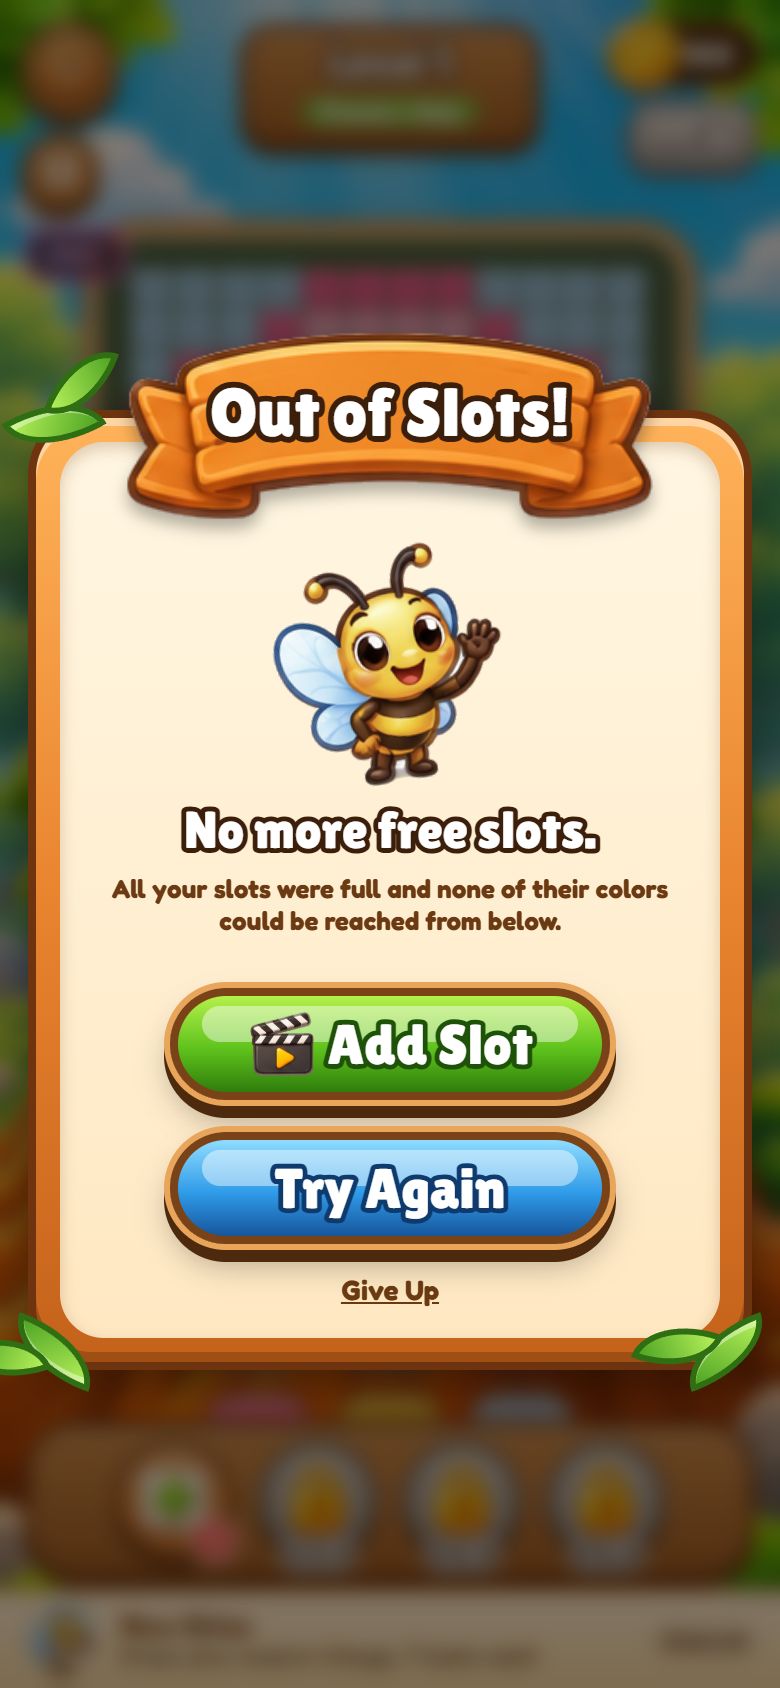 Out of Slots!
No more free slots.
All your slots were full and none of their colors
could be reached from below.
Add Slot
Try Again
Give Up